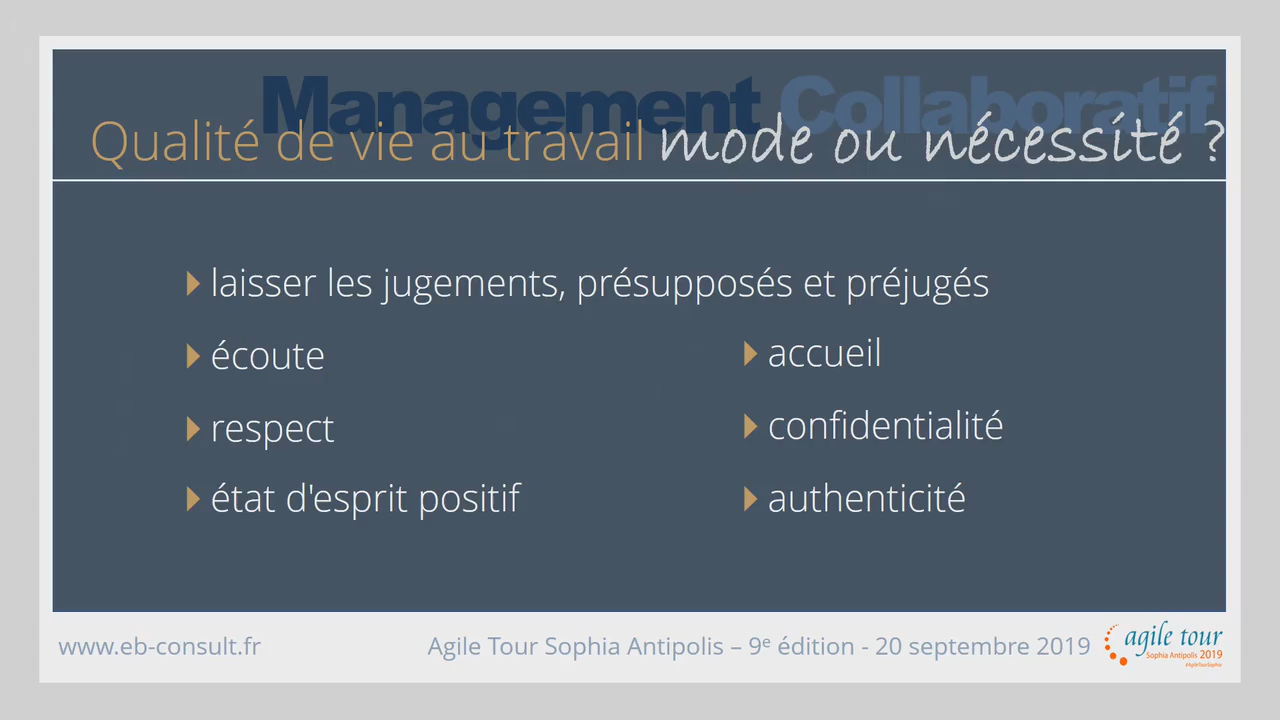 Management Collaboratif
Qualité de vie au travail mode ou nécessité ?
laisser les jugements, présupposés et préjugés
écoute
accueil
respect
confidentialité
état d'esprit positif
authenticité
www.eb-consult.fr
Agile Tour Sophia Antipolis – 9e édition - 20 septembre 2019
agile tour
Sophia Antipolis 2019
#AgileTourSophia